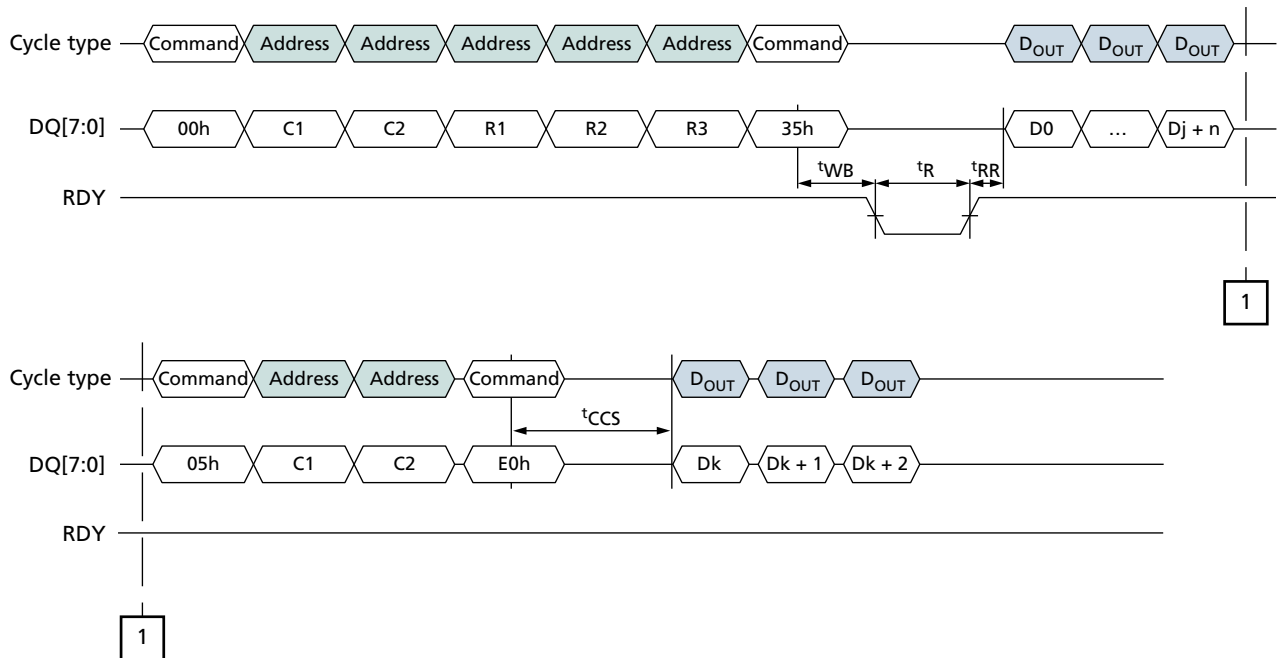 Cycle type Command Address Address Address Address Address Command DOUT DOUT DOUT
DQ[7:0] 00h C1 C2 R1 R2 R3 35h D0 … Dj + n
tWB tR tRR
RDY
1
Cycle type Command Address Address Command DOUT DOUT DOUT
tCCS
DQ[7:0] 05h C1 C2 E0h Dk Dk + 1 Dk + 2
RDY
1